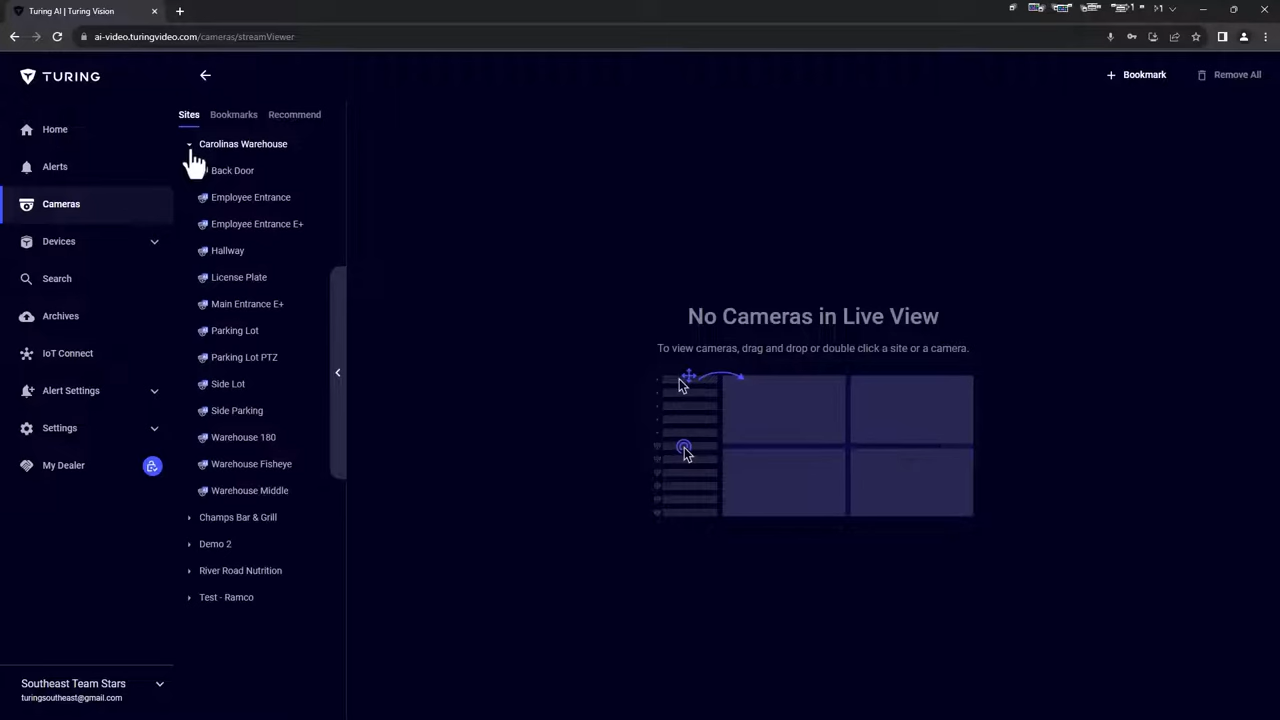 Turing AI | Turing Vision
ai-video.turingvideo.com/cameras/streamViewer
TURING
Bookmark
Remove All
Sites Bookmarks Recommend
Home
Alerts
Cameras
Devices
Search
Archives
IoT Connect
Alert Settings
Settings
My Dealer
Carolinas Warehouse
Back Door
Employee Entrance
Employee Entrance E+
Hallway
License Plate
Main Entrance E+
Parking Lot
Parking Lot PTZ
Side Lot
Side Parking
Warehouse 180
Warehouse Fisheye
Warehouse Middle
Champs Bar & Grill
Demo 2
River Road Nutrition
Test - Ramco
No Cameras in Live View
To view cameras, drag and drop or double click a site or a camera.
Southeast Team Stars
turingsoutheast@gmail.com